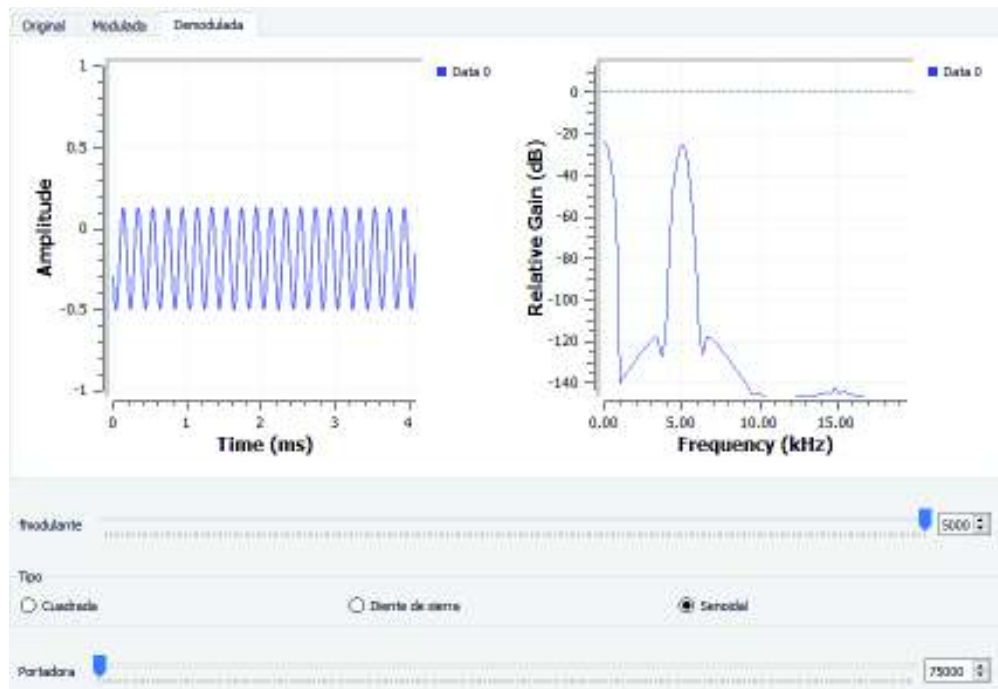 Original Modulada Demodulada
1
0.5
0
-0.5
-1
Amplitude
0 1 2 3 4
Time (ms)
Data 0
0
-20
-40
-60
-80
-100
-120
-140
Relative Gain (dB)
0.00 5.00 10.00 15.00
Frequency (kHz)
Data 0
fmodulante 5000
Tipo
Cuadrada Diente de sierra Senoidal
Portadora 75000